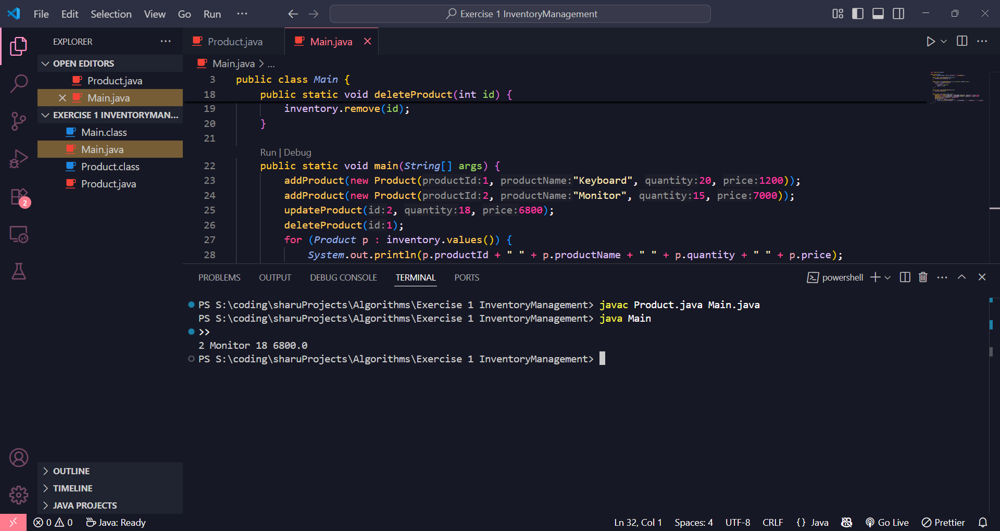 File Edit Selection View Go Run ···
Exercise 1 InventoryManagement
EXPLORER ···
OPEN EDITORS
Product.java
Main.java
EXERCISE 1 INVENTORYMAN...
Main.class
Main.java
Product.class
Product.java
2
OUTLINE
TIMELINE
JAVA PROJECTS
Product.java Main.java
Main.java > ...
3 public class Main {
18 public static void deleteProduct(int id) {
19 inventory.remove(id);
20 }
21
Run | Debug
22 public static void main(String[] args) {
23 addProduct(new Product(productId:1, productName:"Keyboard", quantity:20, price:1200));
24 addProduct(new Product(productId:2, productName:"Monitor", quantity:15, price:7000));
25 updateProduct(id:2, quantity:18, price:6800);
26 deleteProduct(id:1);
27 for (Product p : inventory.values()) {
28 System.out.println(p.productId + " " + p.productName + " " + p.quantity + " " + p.price);
PROBLEMS OUTPUT DEBUG CONSOLE TERMINAL PORTS
powershell
PS S:\coding\sharuProjects\Algorithms\Exercise 1 InventoryManagement> javac Product.java Main.java
PS S:\coding\sharuProjects\Algorithms\Exercise 1 InventoryManagement> java Main
>>
2 Monitor 18 6800.0
PS S:\coding\sharuProjects\Algorithms\Exercise 1 InventoryManagement>
0 0 Java: Ready
Ln 32, Col 1 Spaces: 4 UTF-8 CRLF {} Java Go Live Prettier